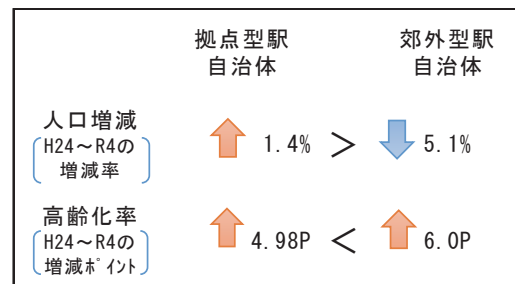 拠点型駅 郊外型駅
自治体 自治体
人口増減
H24～R4の
増減率
1.4% > 5.1%
高齢化率
H24～R4の
増減ﾎﾟｲﾝﾄ
4.98P < 6.0P